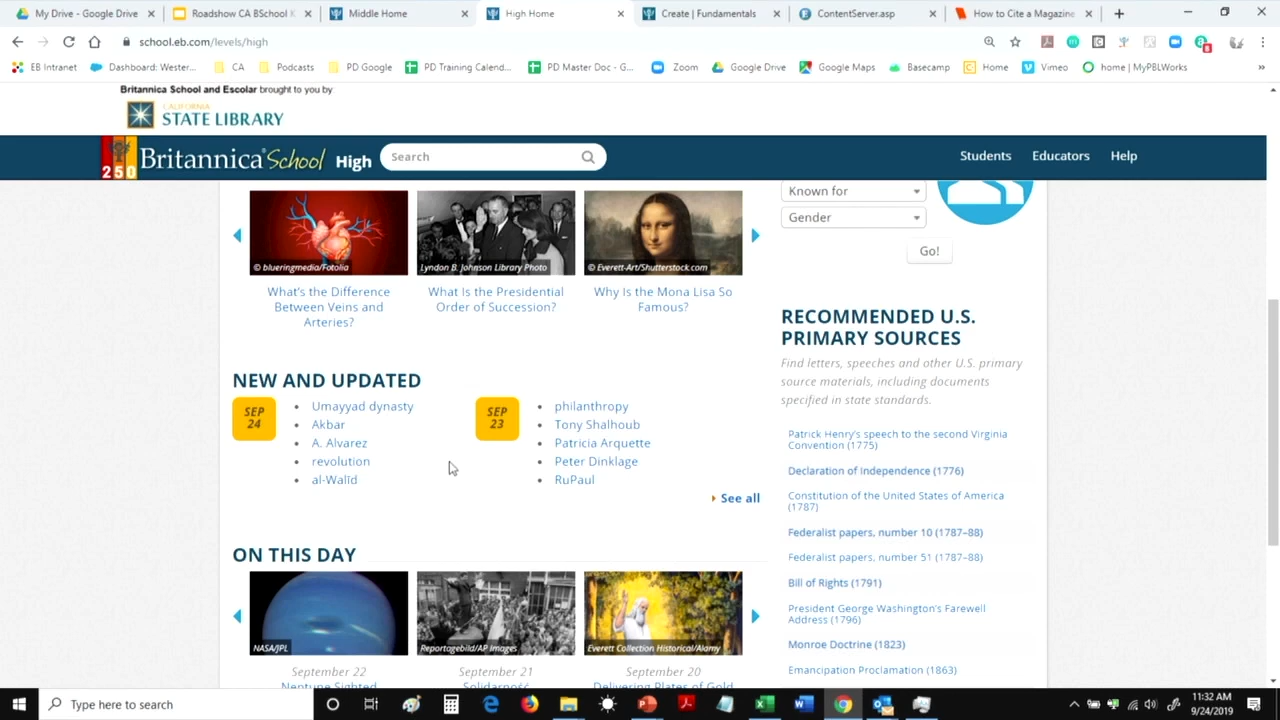 My Drive - Google Drive
Roadshow CA BSchool K
Middle Home
High Home
Create | Fundamentals
ContentServer.asp
How to Cite a Magazine
school.eb.com/levels/high
8
EB Intranet
Dashboard: Wester...
CA
Podcasts
PD Google
PD Training Calend...
PD Master Doc - G...
Zoom
Google Drive
Google Maps
Basecamp
Home
Vimeo
home | MyPBLWorks
Britannica School and Escolar brought to you by
CALIFORNIA
STATE LIBRARY
250
Britannica School High
Search
Students
Educators
Help
Known for
Gender
Go!
© blueringmedia/Fotolia
Lyndon B. Johnson Library Photo
© Everett-Art/Shutterstock.com
What's the Difference
Between Veins and
Arteries?
What Is the Presidential
Order of Succession?
Why Is the Mona Lisa So
Famous?
NEW AND UPDATED
SEP
24
Umayyad dynasty
Akbar
A. Alvarez
revolution
al-Walīd
SEP
23
philanthropy
Tony Shalhoub
Patricia Arquette
Peter Dinklage
RuPaul
See all
RECOMMENDED U.S.
PRIMARY SOURCES
Find letters, speeches and other U.S. primary
source materials, including documents
specified in state standards.
Patrick Henry's speech to the second Virginia
Convention (1775)
Declaration of Independence (1776)
Constitution of the United States of America
(1787)
Federalist papers, number 10 (1787–88)
Federalist papers, number 51 (1787–88)
Bill of Rights (1791)
President George Washington's Farewell
Address (1796)
Monroe Doctrine (1823)
Emancipation Proclamation (1863)
ON THIS DAY
NASA/JPL
Reportagebild/AP Images
Everett Collection Historical/Alamy
September 22
Neptune Sighted
September 21
Solidarność
September 20
Delivering Plates of Gold
Type here to search
11:32 AM
9/24/2019